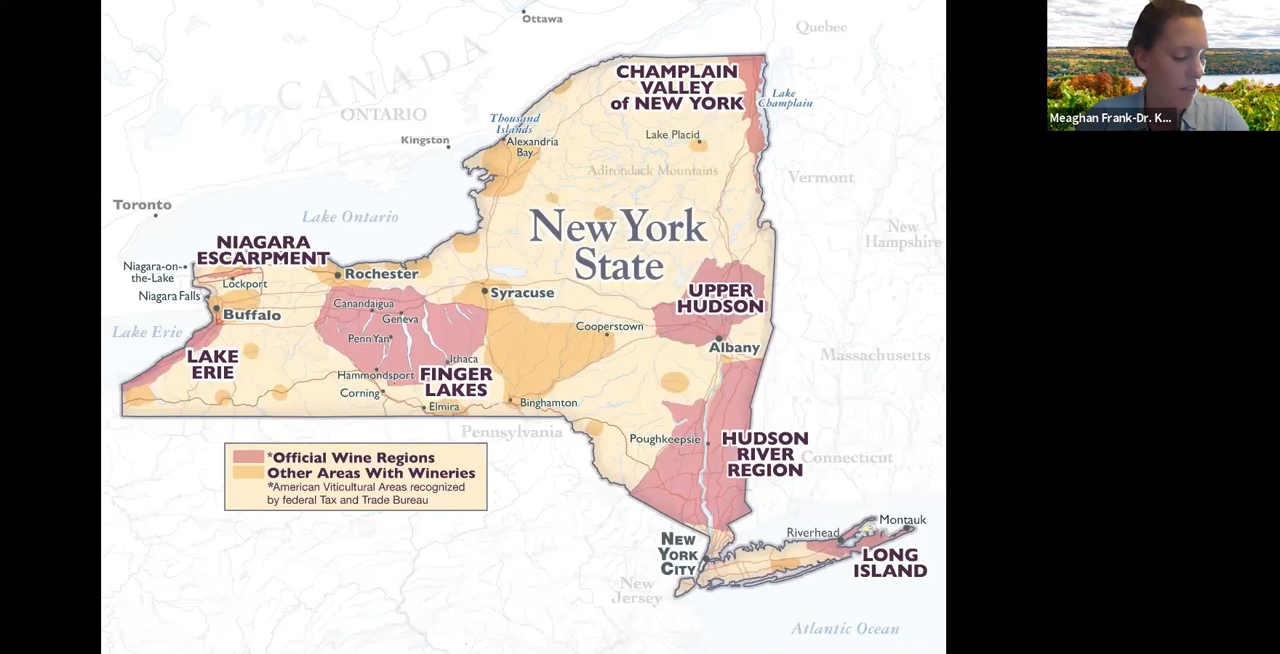 Ottawa
Quebec
CANADA
ONTARIO
CHAMPLAIN
VALLEY
of NEW YORK
Lake
Champlain
Thousand
Islands
Alexandria
Bay
Kingston
Lake Placid
Adirondack Mountains
Vermont
Toronto
Lake Ontario
New
Hampshire
New York
State
NIAGARA
ESCARPMENT
Niagara-on-
the-Lake
Lockport
Rochester
Niagara Falls
Buffalo
Syracuse
UPPER
HUDSON
Canandaigua
Geneva
Cooperstown
Lake Erie
Penn Yan
Albany
Massachusetts
LAKE
ERIE
Ithaca
Hammondsport
FINGER
LAKES
Corning
Elmira
Binghamton
Pennsylvania
Poughkeepsie
HUDSON
RIVER
REGION
Connecticut
*Official Wine Regions
Other Areas With Wineries
*American Viticultural Areas recognized
by federal Tax and Trade Bureau
Montauk
Riverhead
NEW
YORK
CITY
LONG
ISLAND
New
Jersey
Atlantic Ocean
Meaghan Frank-Dr. K...